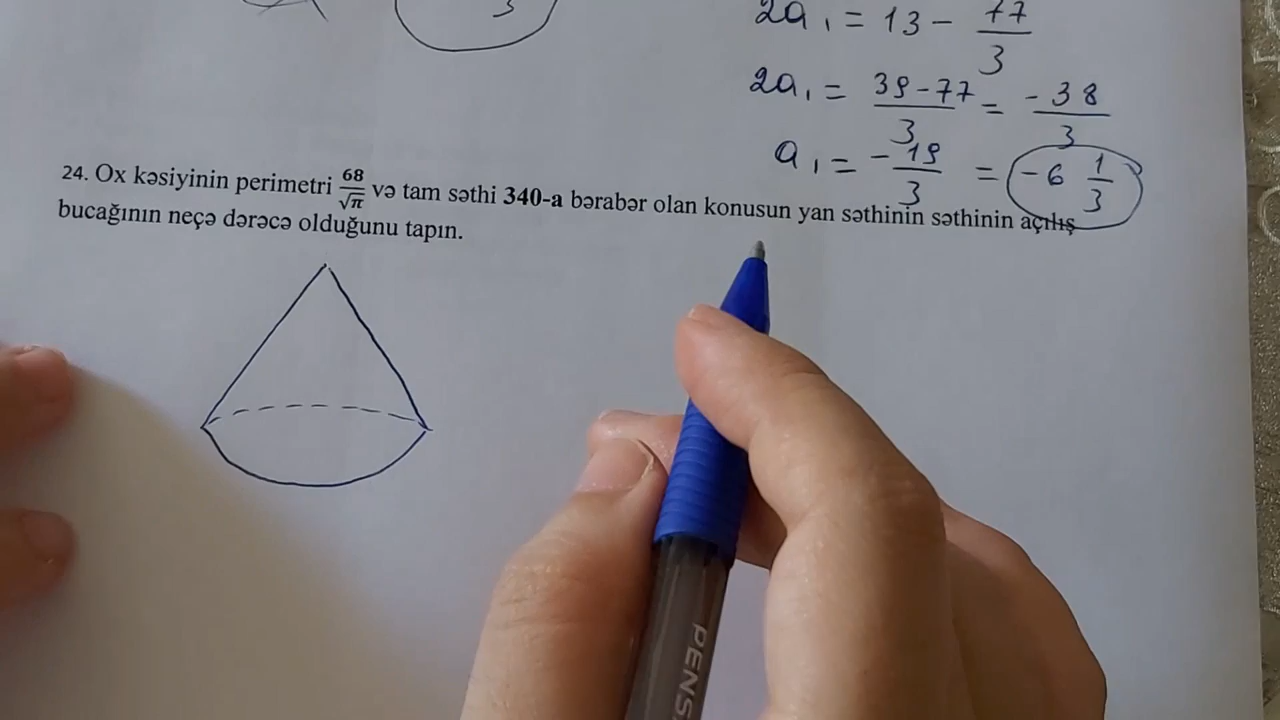 3
2a₁ = 13 - 77/3
2a₁ = 39-77/3 = -38/3
a₁ = -19/3 = -6 1/3
24. Ox kəsiyinin perimetri 68/√π və tam səthi 340-a bərabər olan konusun yan səthinin səthinin açılış
bucağının neçə dərəcə olduğunu tapın.
PENS